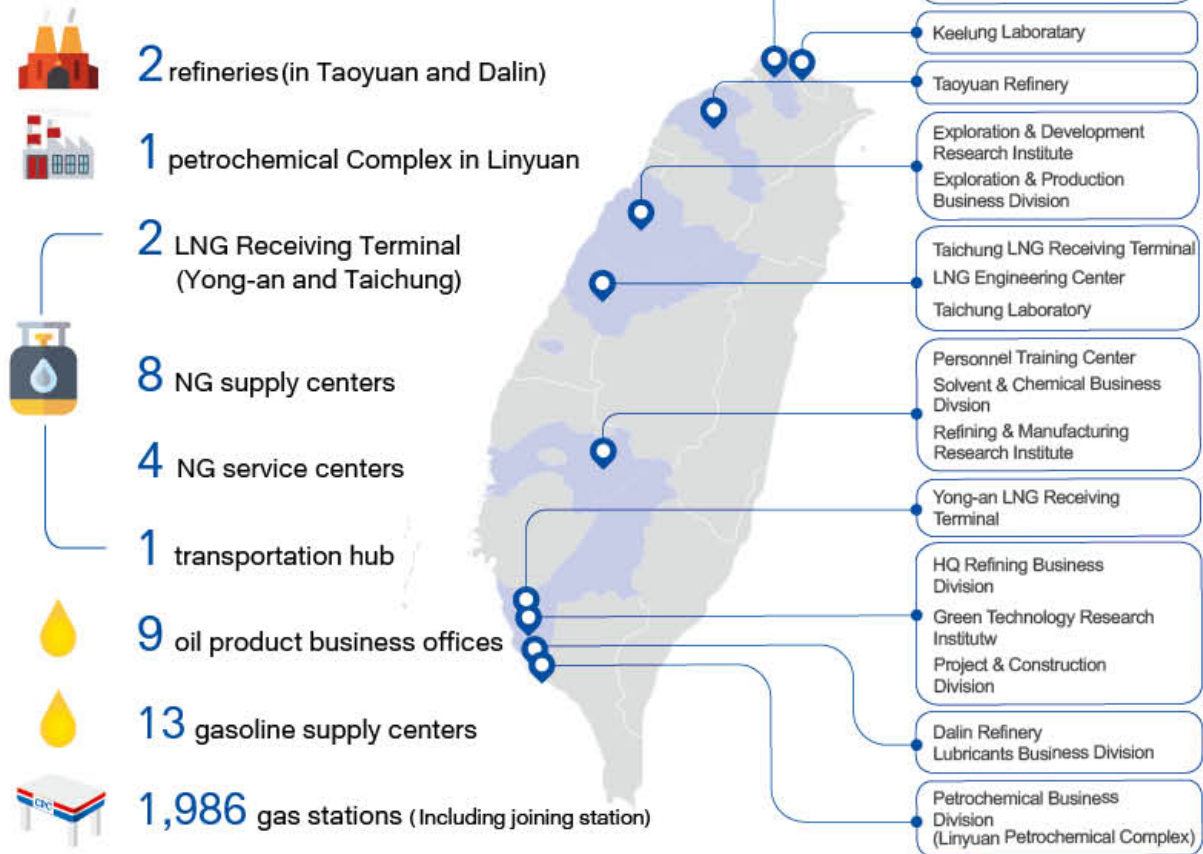 2 refineries (in Taoyuan and Dalin)
1 petrochemical Complex in Linyuan
2 LNG Receiving Terminal
(Yong-an and Taichung)
8 NG supply centers
4 NG service centers
1 transportation hub
9 oil product business offices
13 gasoline supply centers
CPC
1,986 gas stations (Including joining station)
Keelung Laboratary
Taoyuan Refinery
Exploration & Development
Research Institute
Exploration & Production
Business Division
Taichung LNG Receiving Terminal
LNG Engineering Center
Taichung Laboratory
Personnel Training Center
Solvent & Chemical Business
Divsion
Refining & Manufacturing
Research Institute
Yong-an LNG Receiving
Terminal
HQ Refining Business
Division
Green Technology Research
Institutw
Project & Construction
Division
Dalin Refinery
Lubricants Business Division
Petrochemical Business
Division
(Linyuan Petrochemical Complex)